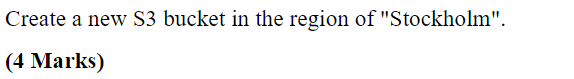 Create a new S3 bucket in the region of "Stockholm".
(4 Marks)